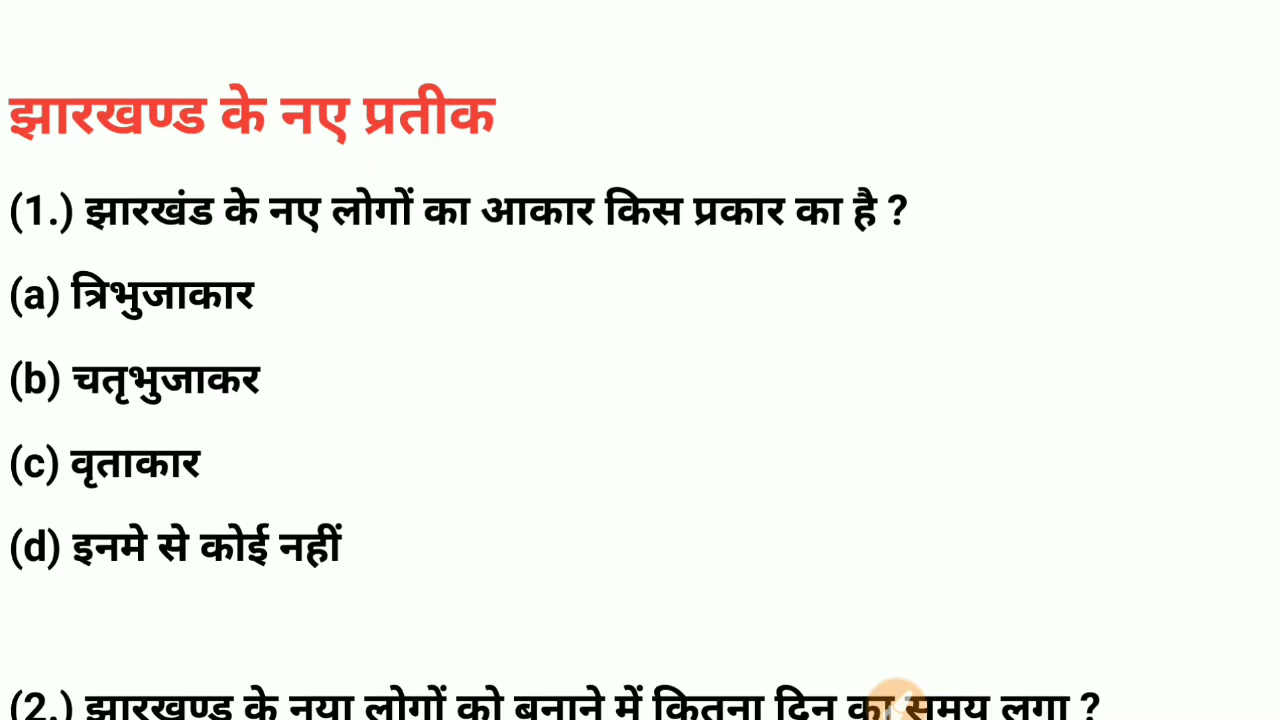 झारखण्ड के नए प्रतीक
(1.) झारखंड के नए लोगों का आकार किस प्रकार का है ?
(a) त्रिभुजाकार
(b) चतृभुजाकर
(c) वृताकार
(d) इनमे से कोई नहीं
(2.) झारखण्ड के नया लोगों को बनाने में कितना दिन का समय लगा ?